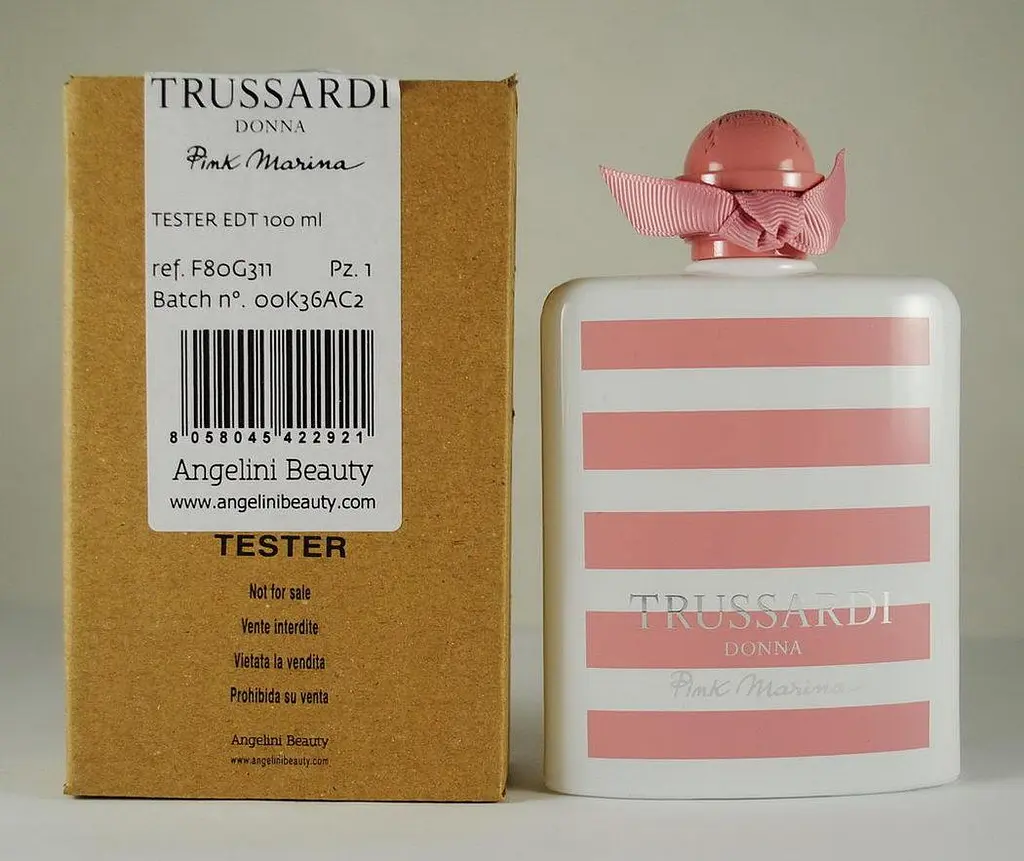 TRUSSARDI
DONNA
Pink Marina
TESTER EDT 100 ml
ref. F80G311 Pz. 1
Batch n°. 00K36AC2
8 058045 422921
Angelini Beauty
www.angelinibeauty.com
TESTER
Not for sale
Vente interdite
Vietata la vendita
Prohibida su venta
Angelini Beauty
www.angelinibeauty.com
TRUSSARDI
DONNA
Pink Marina